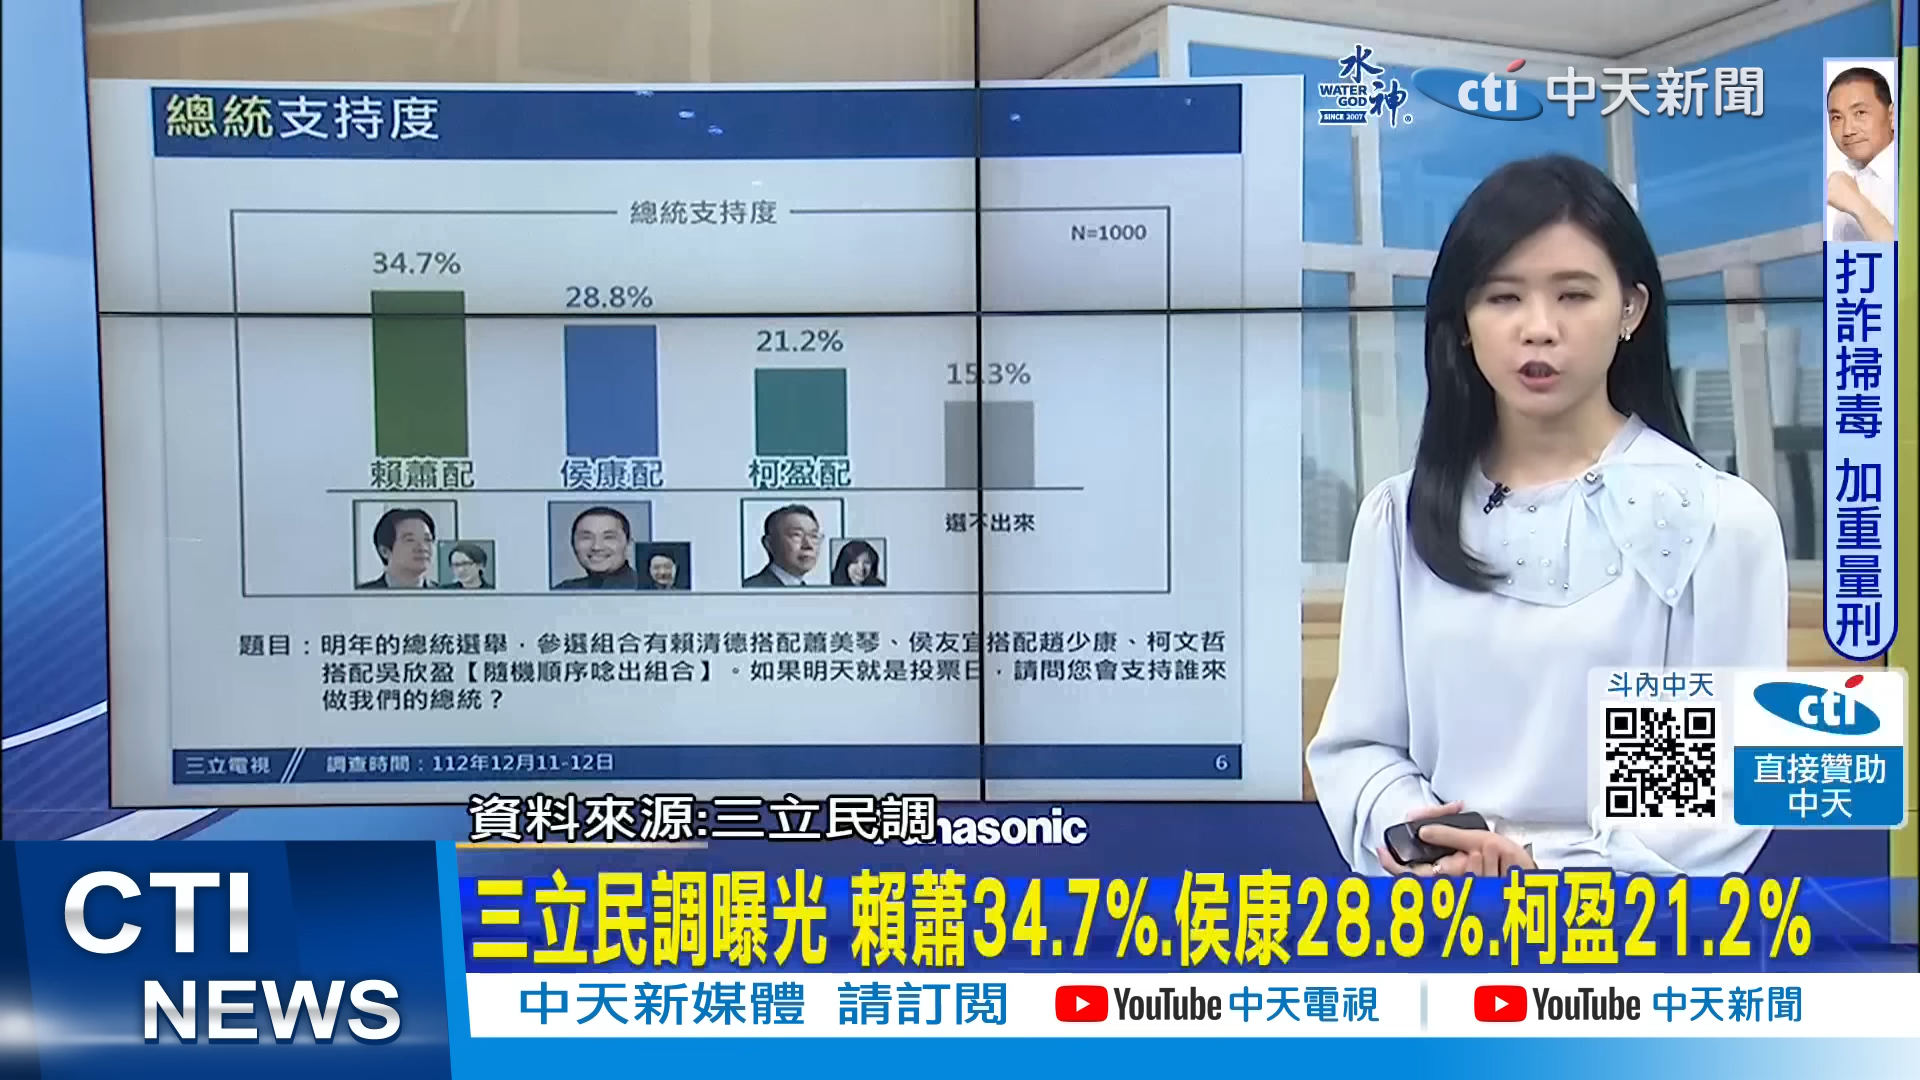 總統支持度
總統支持度
N=1000
34.7%
28.8%
21.2%
15.3%
賴蕭配
侯康配
柯盈配
選不出來
題目：明年的總統選舉，參選組合有賴清德搭配蕭美琴、侯友宜搭配趙少康、柯文哲
搭配吳欣盈【隨機順序唸出組合】。如果明天就是投票日，請問您會支持誰來
做我們的總統？
三立電視
調查時間：112年12月11-12日
6
水神
WATER GOD
SINCE 2007
cti 中天新聞
打詐掃毒 加重量刑
斗內中天
cti
直接贊助
中天
資料來源:三立民調
nasonic
CTI
NEWS
三立民調曝光 賴蕭34.7%.侯康28.8%.柯盈21.2%
中天新媒體 請訂閱 YouTube 中天電視 YouTube 中天新聞